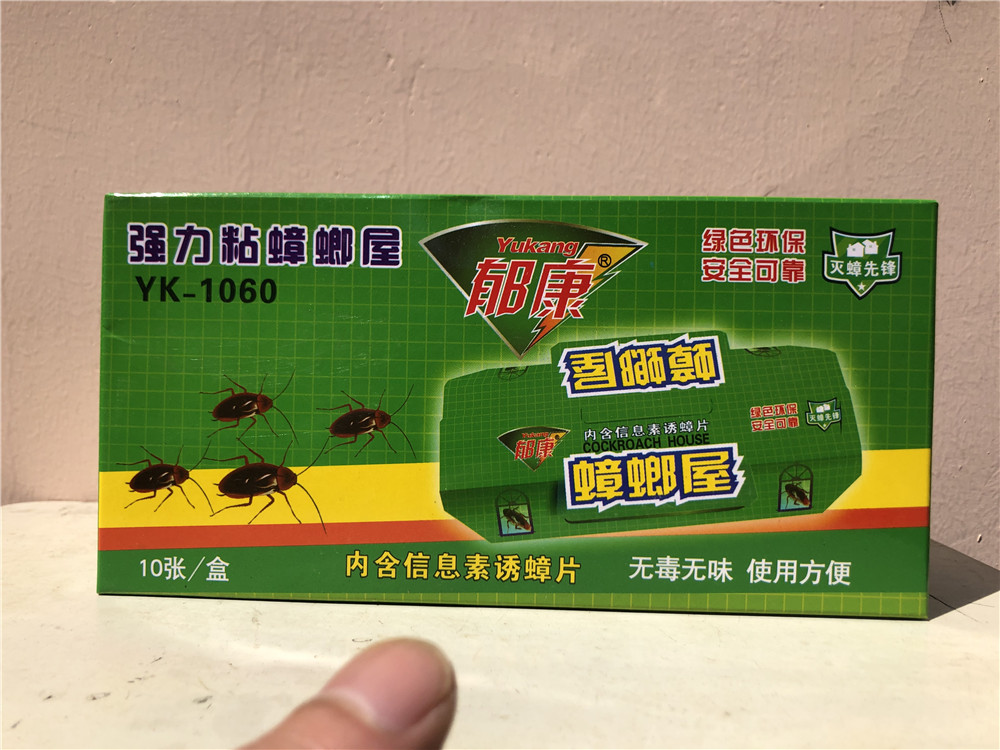 强力粘蟑螂屋
YK-1060
Yukang
郁康®
绿色环保
安全可靠
灭蟑先锋
蟑螂屋
绿色环保
安全可靠
灭蟑先锋
Yukang
郁康
内含信息素诱蟑片
COCKROACH HOUSE
蟑螂屋
10张/盒
内含信息素诱蟑片
无毒无味 使用方便